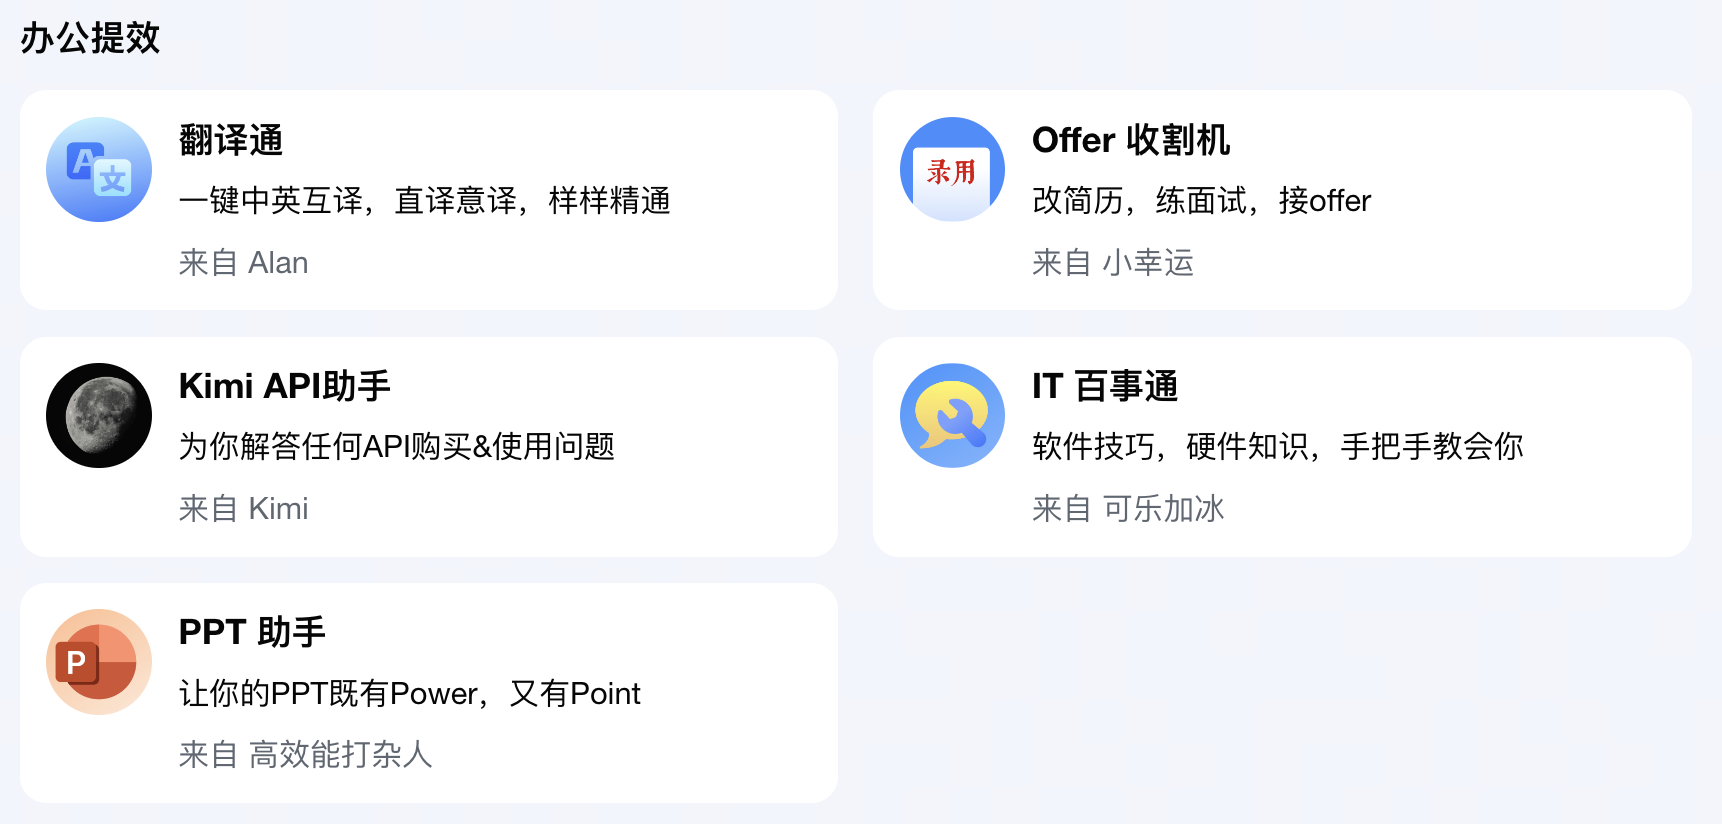 办公提效
A
文
翻译通
一键中英互译，直译意译，样样精通
来自 Alan
录用
Offer 收割机
改简历，练面试，接offer
来自 小幸运
Kimi API助手
为你解答任何API购买&使用问题
来自 Kimi
IT 百事通
软件技巧，硬件知识，手把手教会你
来自 可乐加冰
P
PPT 助手
让你的PPT既有Power，又有Point
来自 高效能打杂人